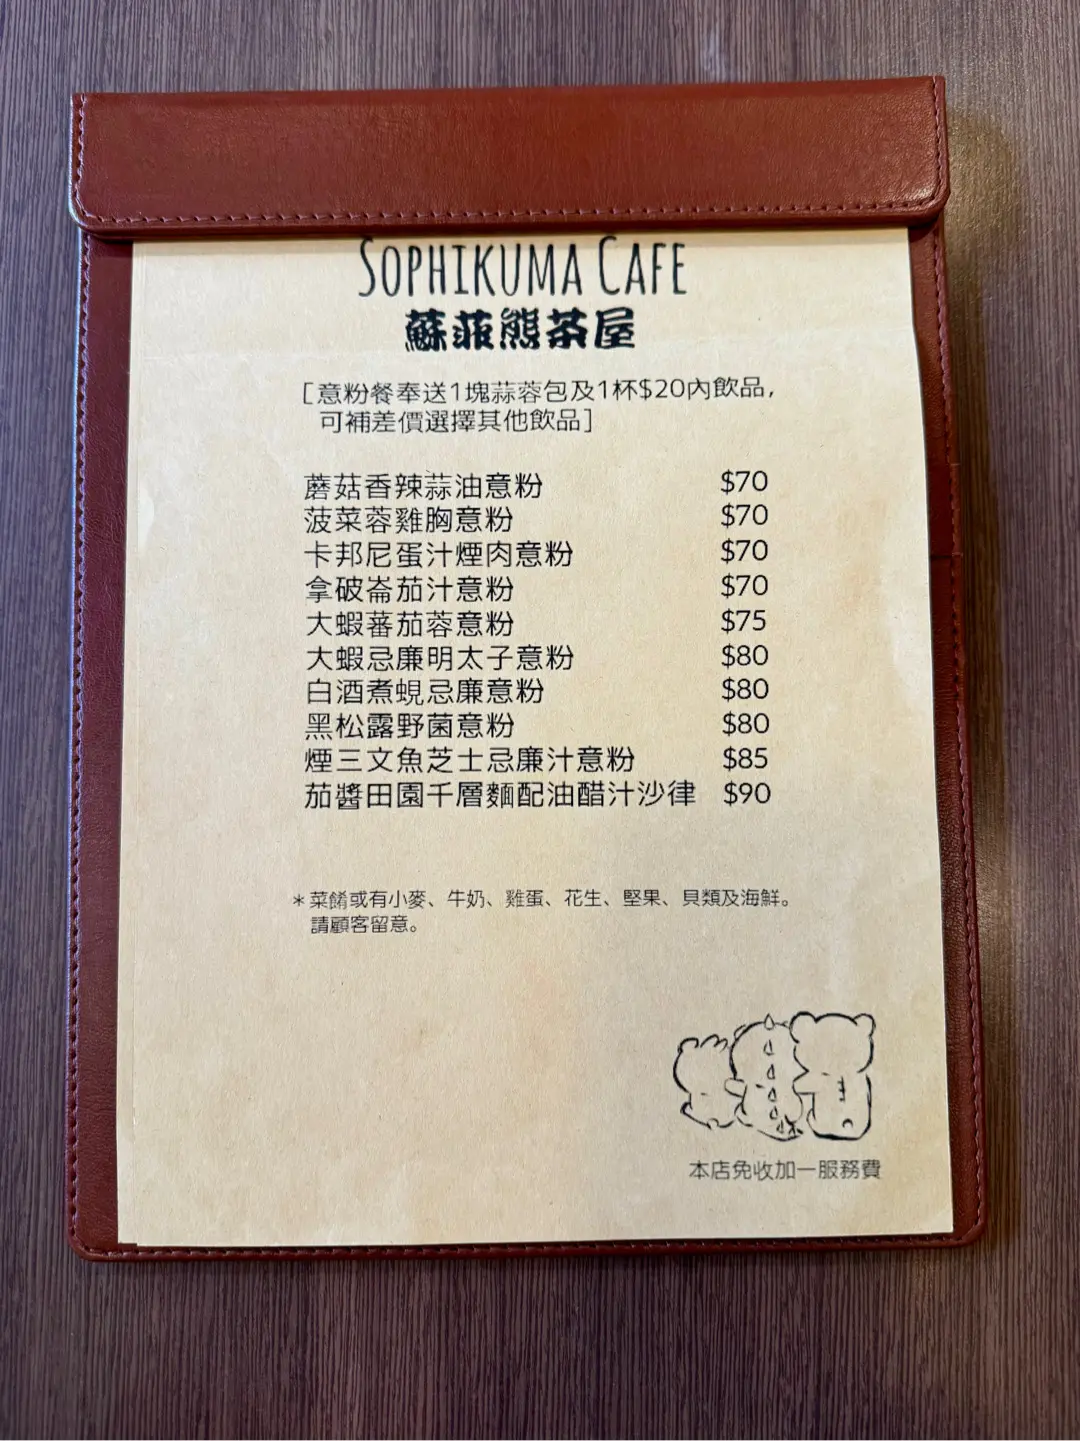 SOPHIKUMA CAFE
蘇菲熊茶屋
[意粉餐奉送1塊蒜蓉包及1杯$20內飲品,
可補差價選擇其他飲品]
蘑菇香辣蒜油意粉 $70
菠菜蓉雞胸意粉 $70
卡邦尼蛋汁煙肉意粉 $70
拿破崙茄汁意粉 $70
大蝦蕃茄蓉意粉 $75
大蝦忌廉明太子意粉 $80
白酒煮蜆忌廉意粉 $80
黑松露野菌意粉 $80
煙三文魚芝士忌廉汁意粉 $85
茄醬田園千層麵配油醋汁沙律 $90
*菜餚或有小麥、牛奶、雞蛋、花生、堅果、貝類及海鮮。
請顧客留意。
本店免收加一服務費